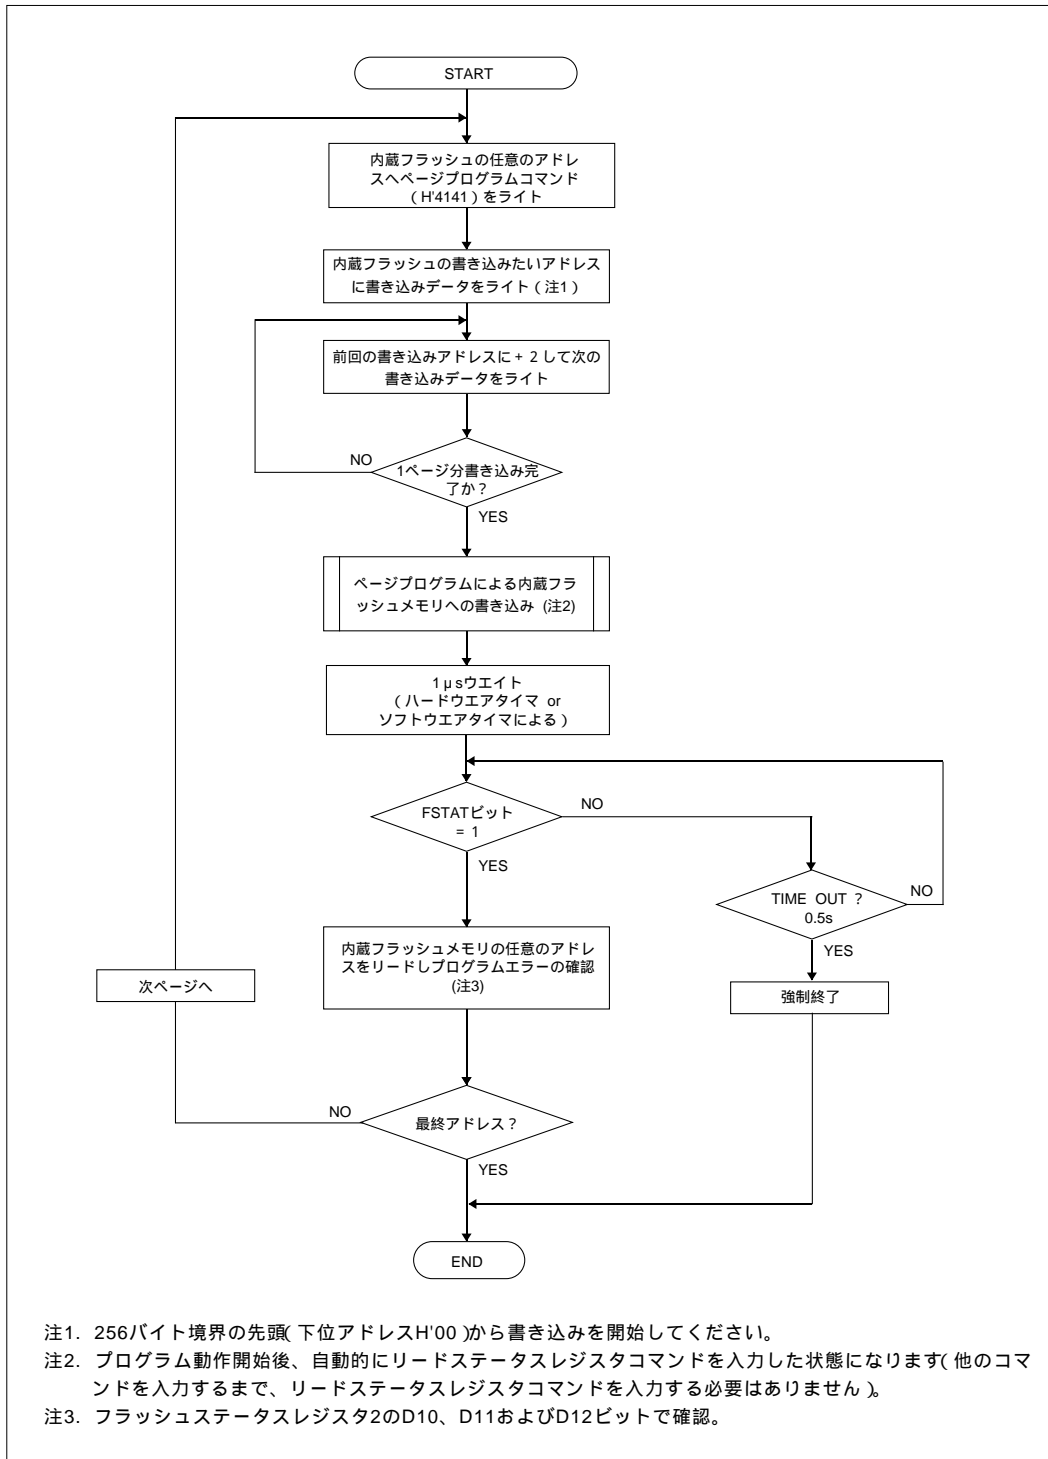 START
内蔵フラッシュの任意のアドレ
スへページプログラムコマンド
（H'4141）をライト
内蔵フラッシュの書き込みたいアドレス
に書き込みデータをライト（注1）
前回の書き込みアドレスに+2して次の
書き込みデータをライト
NO
1ページ分書き込み完
了か？
YES
ページプログラムによる内蔵フラ
ッシュメモリへの書き込み (注2)
1μsウエイト
（ハードウエアタイマ or
ソフトウエアタイマによる）
FSTATビット
= 1
NO
YES
TIME OUT ?
0.5s
NO
YES
内蔵フラッシュメモリの任意のアドレ
スをリードしプログラムエラーの確認
(注3)
次ページへ
強制終了
NO
最終アドレス？
YES
END
注1. 256バイト境界の先頭(下位アドレスH'00)から書き込みを開始してください。
注2. プログラム動作開始後、自動的にリードステータスレジスタコマンドを入力した状態になります(他のコマ
ンドを入力するまで、リードステータスレジスタコマンドを入力する必要はありません)。
注3. フラッシュステータスレジスタ2のD10、D11およびD12ビットで確認。